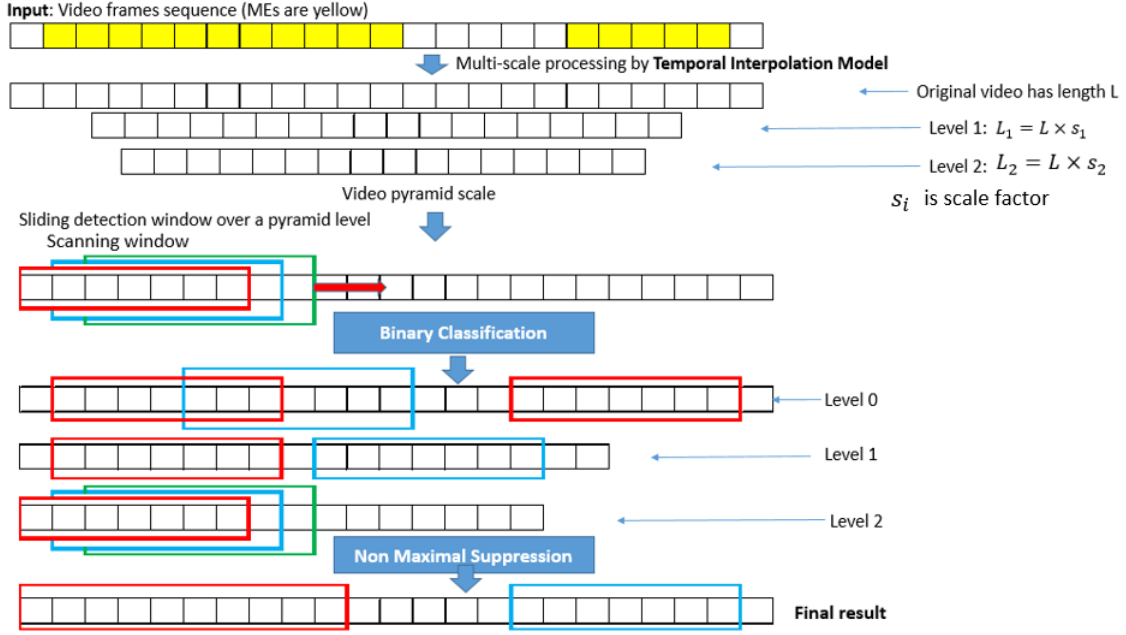 Input: Video frames sequence (MEs are yellow)
Multi-scale processing by Temporal Interpolation Model
Original video has length L
Level 1: L₁ = L × s₁
Level 2: L₂ = L × s₂
Video pyramid scale
sᵢ is scale factor
Sliding detection window over a pyramid level
Scanning window
Binary Classification
Level 0
Level 1
Level 2
Non Maximal Suppression
Final result